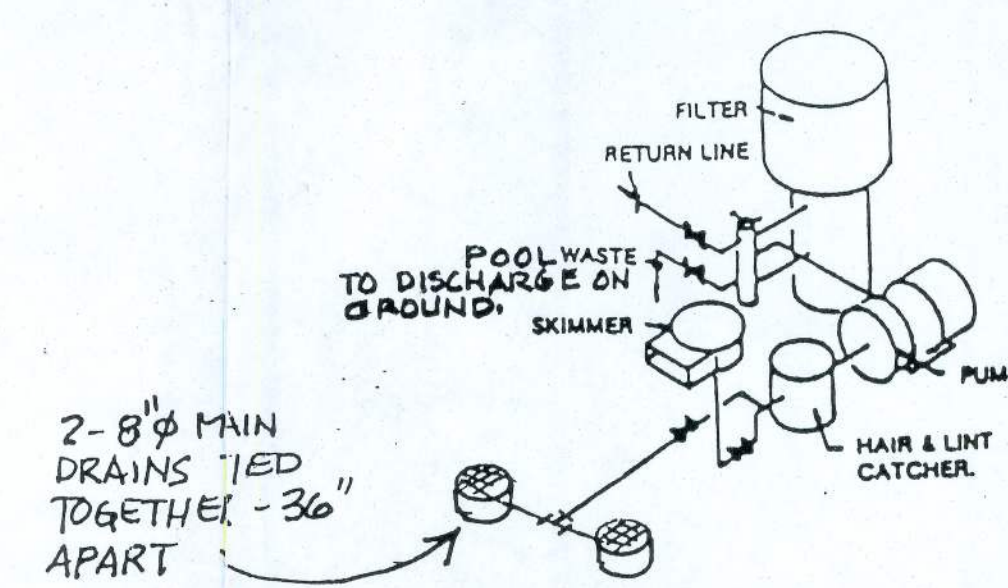 FILTER
RETURN LINE
POOL WASTE
TO DISCHARGE ON
GROUND.
SKIMMER
PUM
HAIR & LINT
CATCHER.
2-8"φ MAIN
DRAINS TIED
TOGETHER - 36"
APART